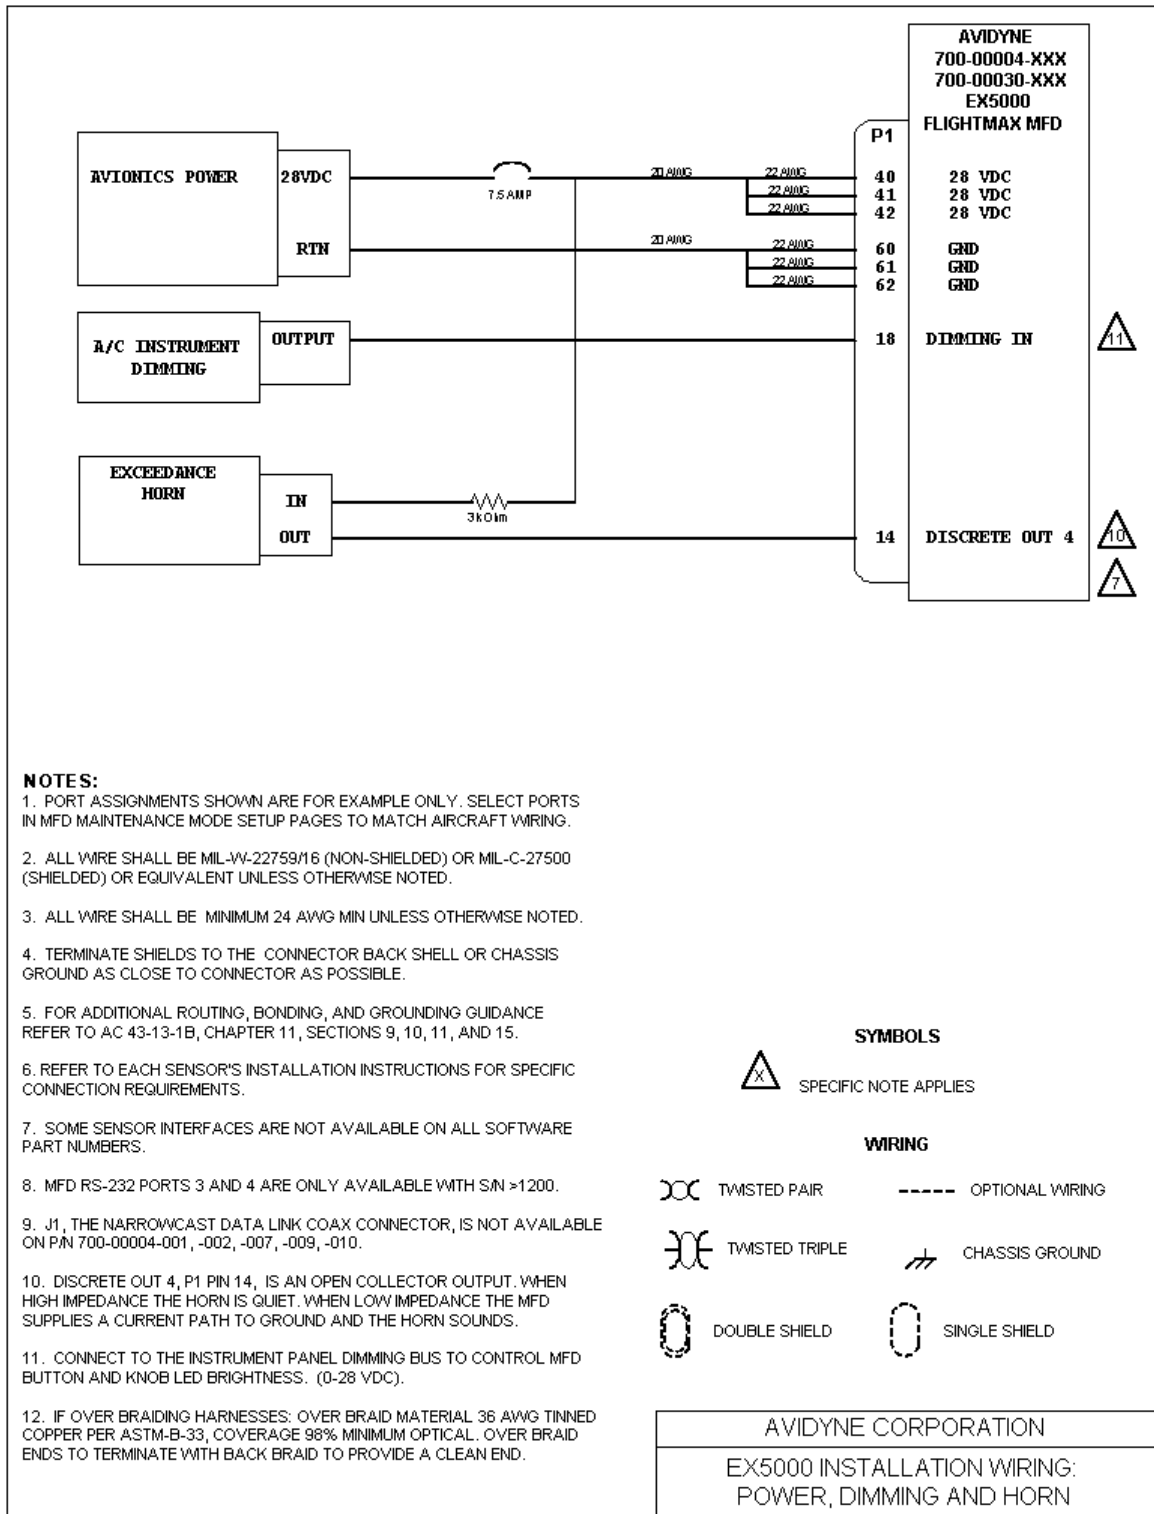 AVIDYNE
700-00004-XXX
700-00030-XXX
EX5000
FLIGHTMAX MFD
P1
AVIONICS POWER
28VDC
RTN
7.5 AMP
20 AWG
22 AWG
40
28 VDC
22 AWG
41
28 VDC
22 AWG
42
28 VDC
20 AWG
22 AWG
60
GND
22 AWG
61
GND
22 AWG
62
GND
A/C INSTRUMENT
DIMMING
OUTPUT
18
DIMMING IN
11
EXCEEDANCE
HORN
IN
OUT
3k Ohm
14
DISCRETE OUT 4
10
7
NOTES:
1. PORT ASSIGNMENTS SHOWN ARE FOR EXAMPLE ONLY. SELECT PORTS
IN MFD MAINTENANCE MODE SETUP PAGES TO MATCH AIRCRAFT WIRING.
2. ALL WIRE SHALL BE MIL-W-22759/16 (NON-SHIELDED) OR MIL-C-27500
(SHIELDED) OR EQUIVALENT UNLESS OTHERWISE NOTED.
3. ALL WIRE SHALL BE MINIMUM 24 AWG MIN UNLESS OTHERWISE NOTED.
4. TERMINATE SHIELDS TO THE CONNECTOR BACK SHELL OR CHASSIS
GROUND AS CLOSE TO CONNECTOR AS POSSIBLE.
5. FOR ADDITIONAL ROUTING, BONDING, AND GROUNDING GUIDANCE
REFER TO AC 43-13-1B, CHAPTER 11, SECTIONS 9, 10, 11, AND 15.
6. REFER TO EACH SENSOR'S INSTALLATION INSTRUCTIONS FOR SPECIFIC
CONNECTION REQUIREMENTS.
7. SOME SENSOR INTERFACES ARE NOT AVAILABLE ON ALL SOFTWARE
PART NUMBERS.
8. MFD RS-232 PORTS 3 AND 4 ARE ONLY AVAILABLE WITH S/N >1200.
9. J1, THE NARROWCAST DATA LINK COAX CONNECTOR, IS NOT AVAILABLE
ON P/N 700-00004-001, -002, -007, -009, -010.
10. DISCRETE OUT 4, P1 PIN 14, IS AN OPEN COLLECTOR OUTPUT. WHEN
HIGH IMPEDANCE THE HORN IS QUIET. WHEN LOW IMPEDANCE THE MFD
SUPPLIES A CURRENT PATH TO GROUND AND THE HORN SOUNDS.
11. CONNECT TO THE INSTRUMENT PANEL DIMMING BUS TO CONTROL MFD
BUTTON AND KNOB LED BRIGHTNESS. (0-28 VDC).
12. IF OVER BRAIDING HARNESSES: OVER BRAID MATERIAL 36 AWG TINNED
COPPER PER ASTM-B-33, COVERAGE 98% MINIMUM OPTICAL. OVER BRAID
ENDS TO TERMINATE WITH BACK BRAID TO PROVIDE A CLEAN END.
SYMBOLS
X
SPECIFIC NOTE APPLIES
WIRING
TWISTED PAIR
OPTIONAL WIRING
TWISTED TRIPLE
CHASSIS GROUND
DOUBLE SHIELD
SINGLE SHIELD
AVIDYNE CORPORATION
EX5000 INSTALLATION WIRING:
POWER, DIMMING AND HORN